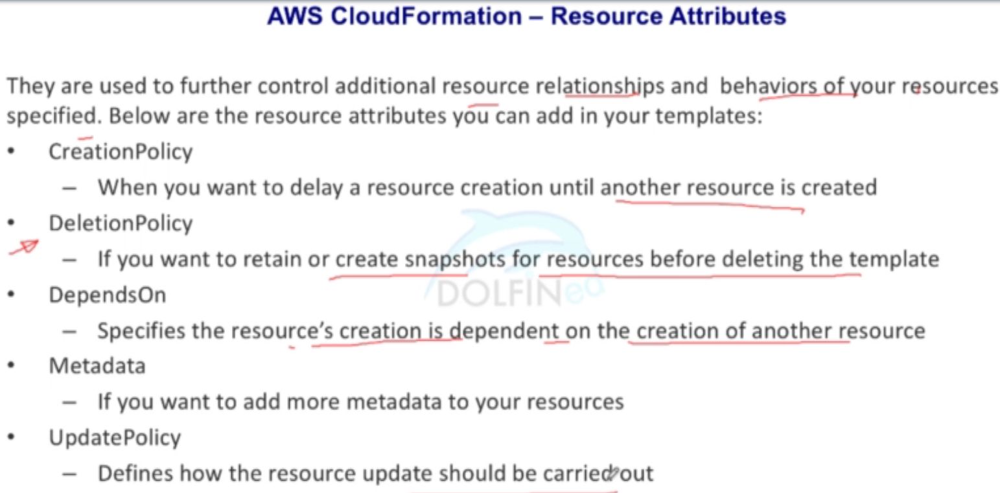 AWS CloudFormation – Resource Attributes
They are used to further control additional resource relationships and behaviors of your resources
specified. Below are the resource attributes you can add in your templates:
• CreationPolicy
– When you want to delay a resource creation until another resource is created
• DeletionPolicy
– If you want to retain or create snapshots for resources before deleting the template
DOLFINed
• DependsOn
– Specifies the resource's creation is dependent on the creation of another resource
• Metadata
– If you want to add more metadata to your resources
• UpdatePolicy
– Defines how the resource update should be carried out